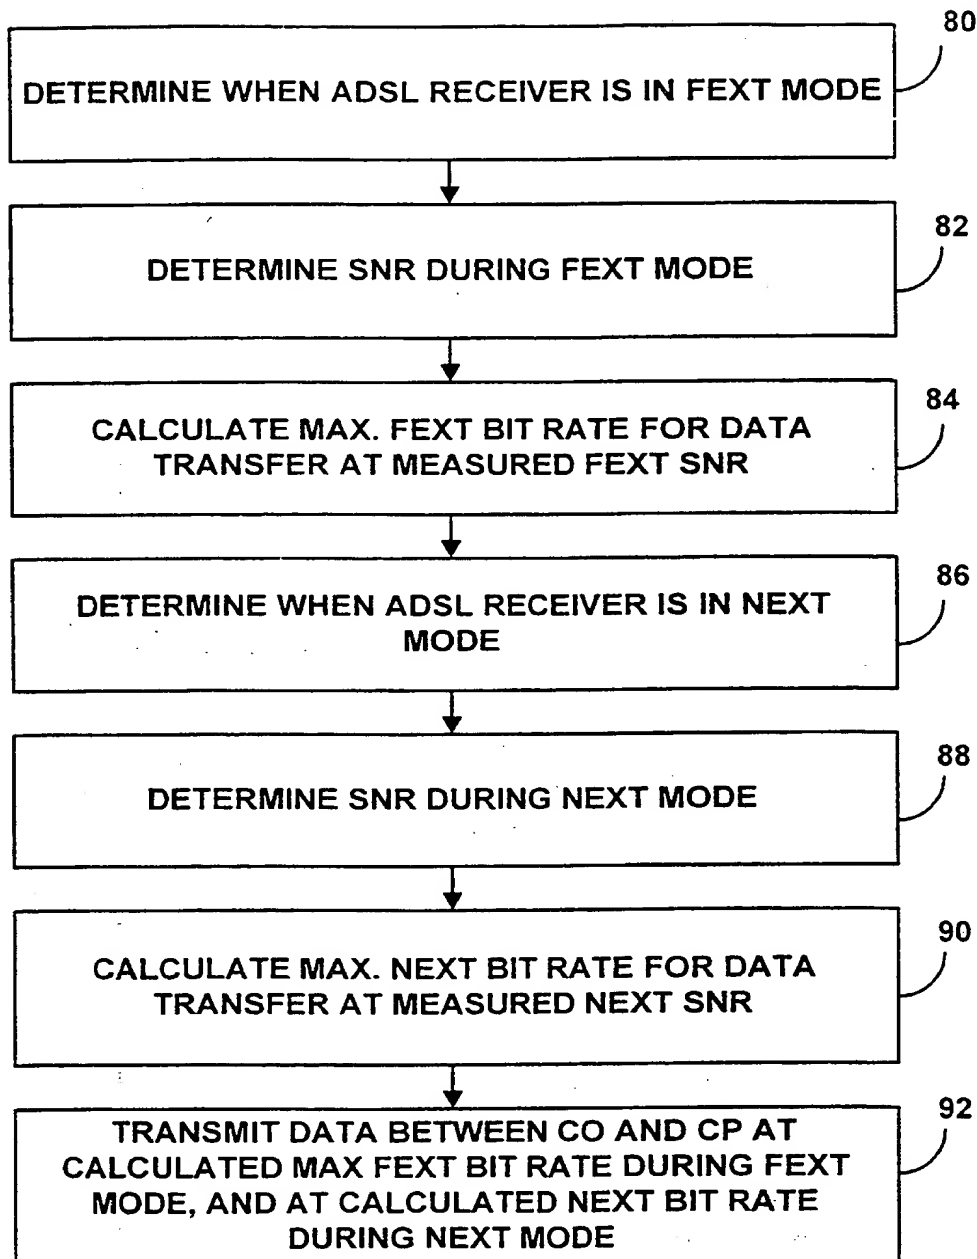 80
DETERMINE WHEN ADSL RECEIVER IS IN FEXT MODE
82
DETERMINE SNR DURING FEXT MODE
84
CALCULATE MAX. FEXT BIT RATE FOR DATA
TRANSFER AT MEASURED FEXT SNR
86
DETERMINE WHEN ADSL RECEIVER IS IN NEXT
MODE
88
DETERMINE SNR DURING NEXT MODE
90
CALCULATE MAX. NEXT BIT RATE FOR DATA
TRANSFER AT MEASURED NEXT SNR
92
TRANSMIT DATA BETWEEN CO AND CP AT
CALCULATED MAX FEXT BIT RATE DURING FEXT
MODE, AND AT CALCULATED NEXT BIT RATE
DURING NEXT MODE